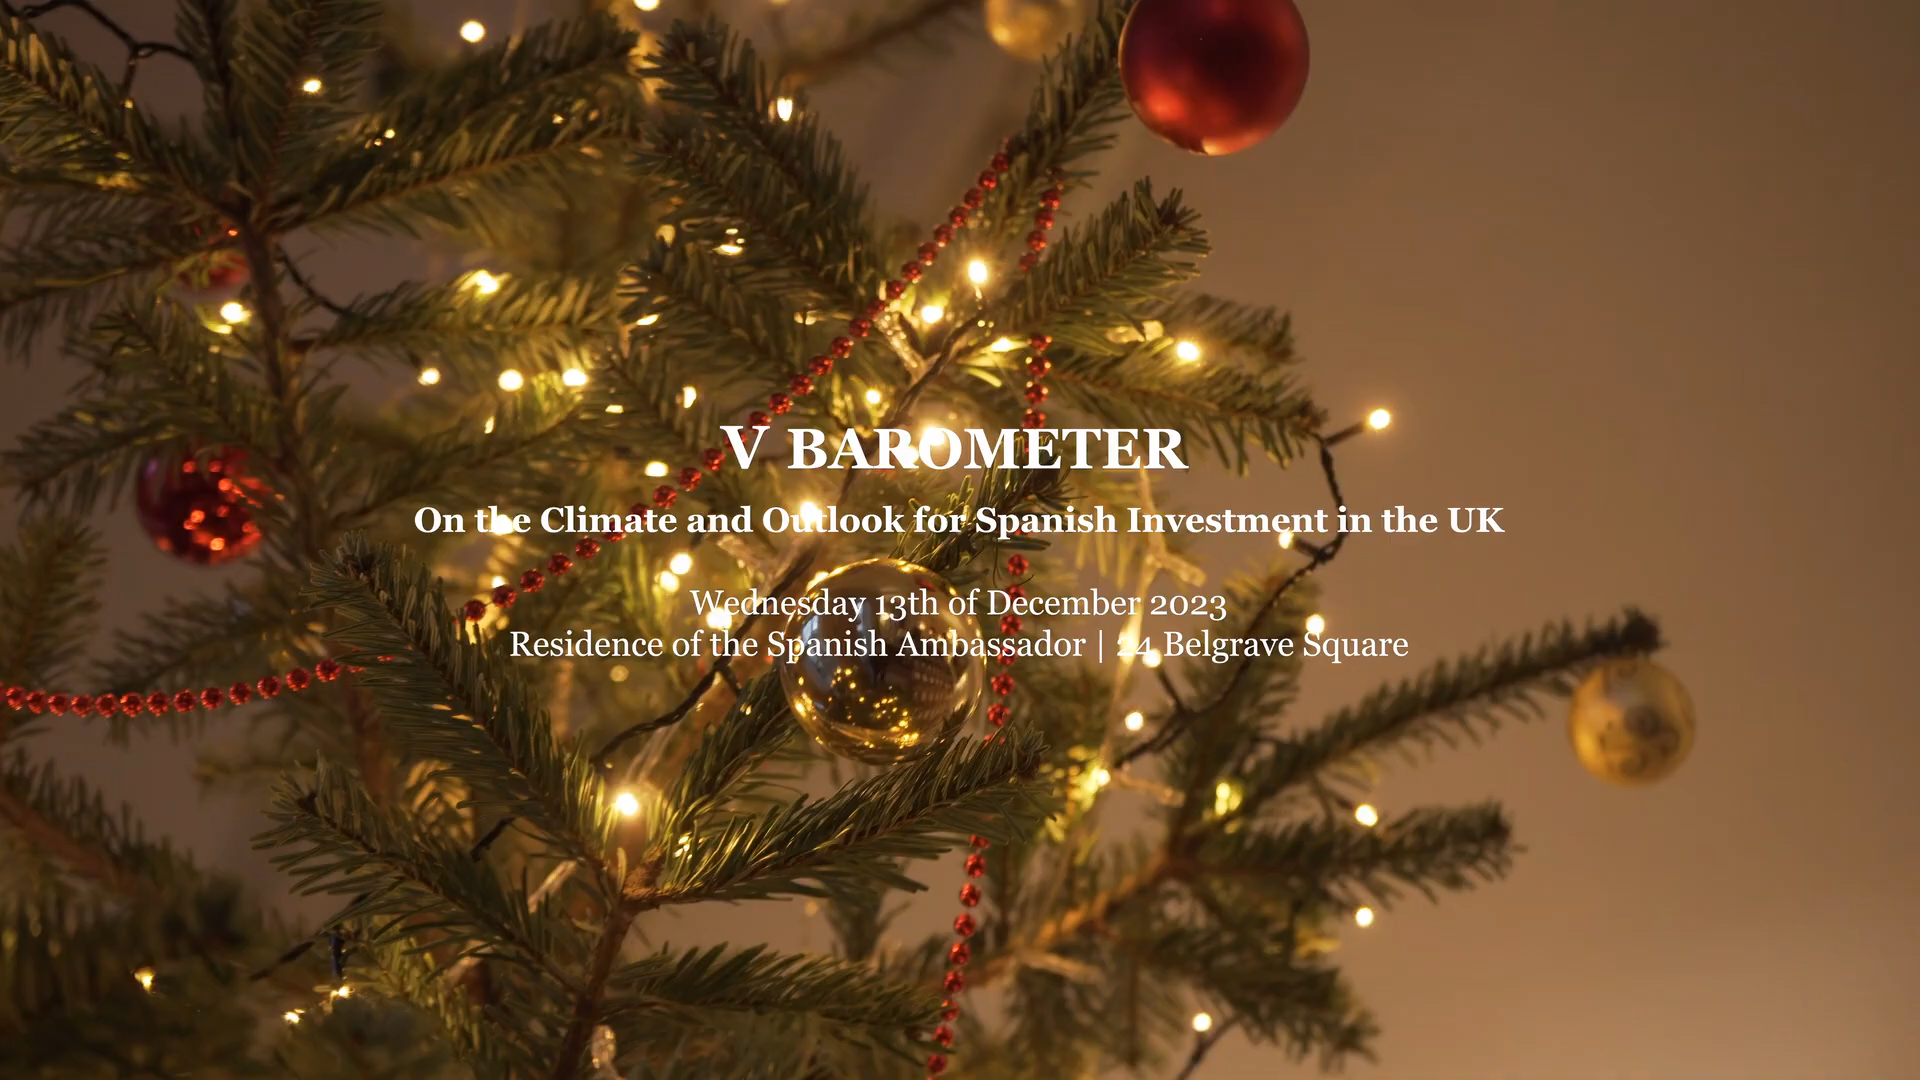 V BAROMETER
On the Climate and Outlook for Spanish Investment in the UK
Wednesday 13th of December 2023
Residence of the Spanish Ambassador | 24 Belgrave Square